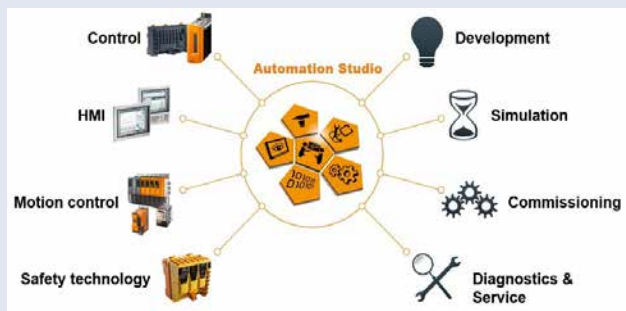 Control
Development
Automation Studio
HMI
Simulation
Motion control
Commissioning
Safety technology
Diagnostics &
Service